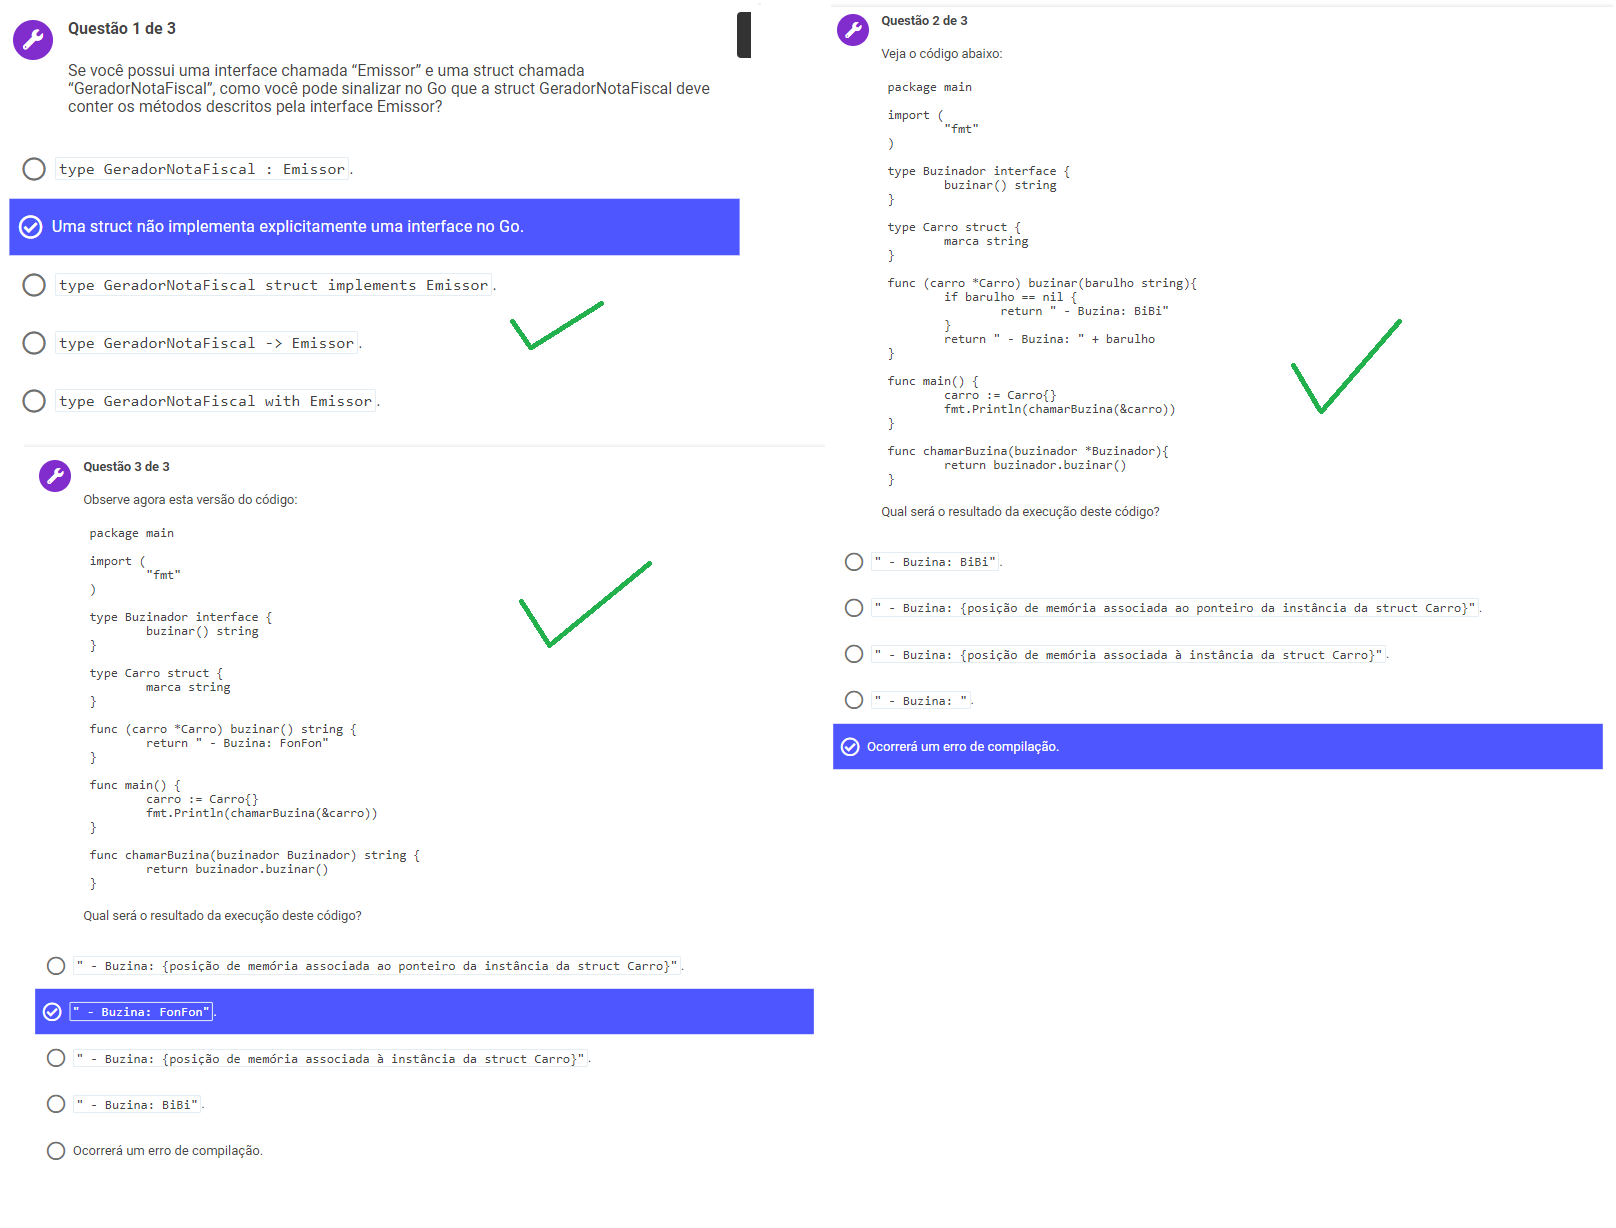 Questão 1 de 3
Se você possui uma interface chamada “Emissor” e uma struct chamada
“GeradorNotaFiscal”, como você pode sinalizar no Go que a struct GeradorNotaFiscal deve
conter os métodos descritos pela interface Emissor?
type GeradorNotaFiscal : Emissor.
Uma struct não implementa explicitamente uma interface no Go.
type GeradorNotaFiscal struct implements Emissor.
type GeradorNotaFiscal -> Emissor.
type GeradorNotaFiscal with Emissor.
Questão 2 de 3
Veja o código abaixo:
package main
import (
"fmt"
)
type Buzinador interface {
buzinar() string
}
type Carro struct {
marca string
}
func (carro *Carro) buzinar(barulho string){
if barulho == nil {
return " - Buzina: BiBi"
}
return " - Buzina: " + barulho
}
func main() {
carro := Carro{}
fmt.Println(chamarBuzina(&carro))
}
func chamarBuzina(buzinador *Buzinador){
return buzinador.buzinar()
}
Qual será o resultado da execução deste código?
" - Buzina: BiBi".
" - Buzina: {posição de memória associada ao ponteiro da instância da struct Carro}".
" - Buzina: {posição de memória associada à instância da struct Carro}".
" - Buzina: ".
Ocorrerá um erro de compilação.
Questão 3 de 3
Observe agora esta versão do código:
package main
import (
"fmt"
)
type Buzinador interface {
buzinar() string
}
type Carro struct {
marca string
}
func (carro *Carro) buzinar() string {
return " - Buzina: FonFon"
}
func main() {
carro := Carro{}
fmt.Println(chamarBuzina(&carro))
}
func chamarBuzina(buzinador Buzinador) string {
return buzinador.buzinar()
}
Qual será o resultado da execução deste código?
" - Buzina: {posição de memória associada ao ponteiro da instância da struct Carro}".
" - Buzina: FonFon".
" - Buzina: {posição de memória associada à instância da struct Carro}".
" - Buzina: BiBi".
Ocorrerá um erro de compilação.